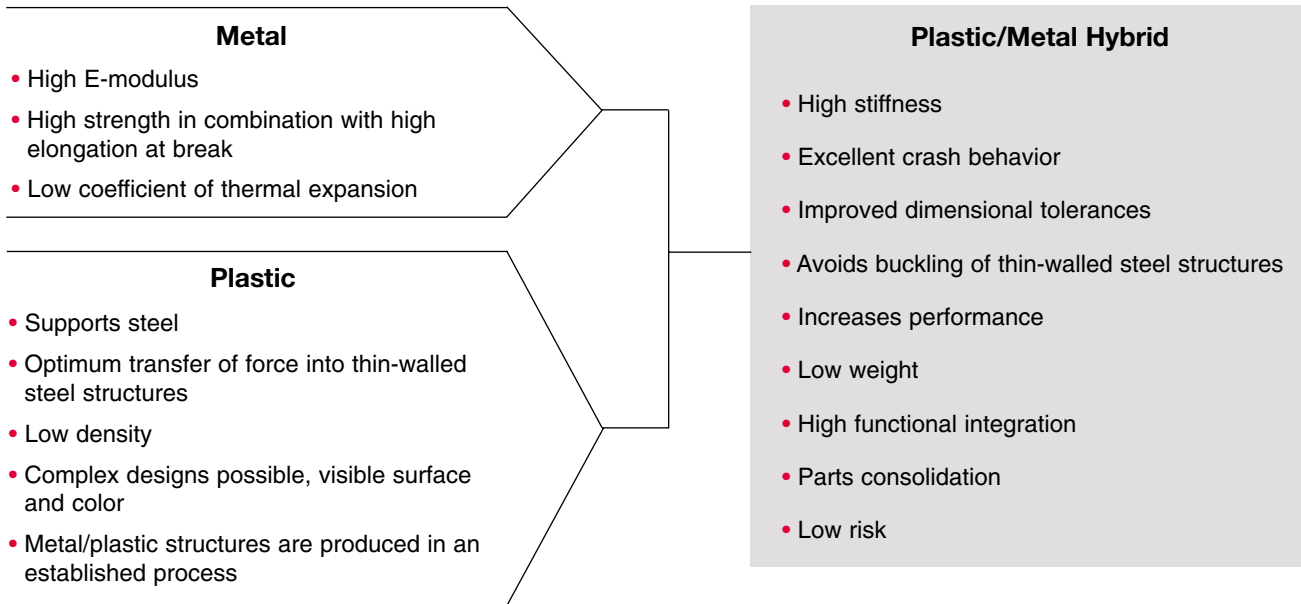 Metal
• High E-modulus
• High strength in combination with high
elongation at break
• Low coefficient of thermal expansion
Plastic
• Supports steel
• Optimum transfer of force into thin-walled
steel structures
• Low density
• Complex designs possible, visible surface
and color
• Metal/plastic structures are produced in an
established process
Plastic/Metal Hybrid
• High stiffness
• Excellent crash behavior
• Improved dimensional tolerances
• Avoids buckling of thin-walled steel structures
• Increases performance
• Low weight
• High functional integration
• Parts consolidation
• Low risk